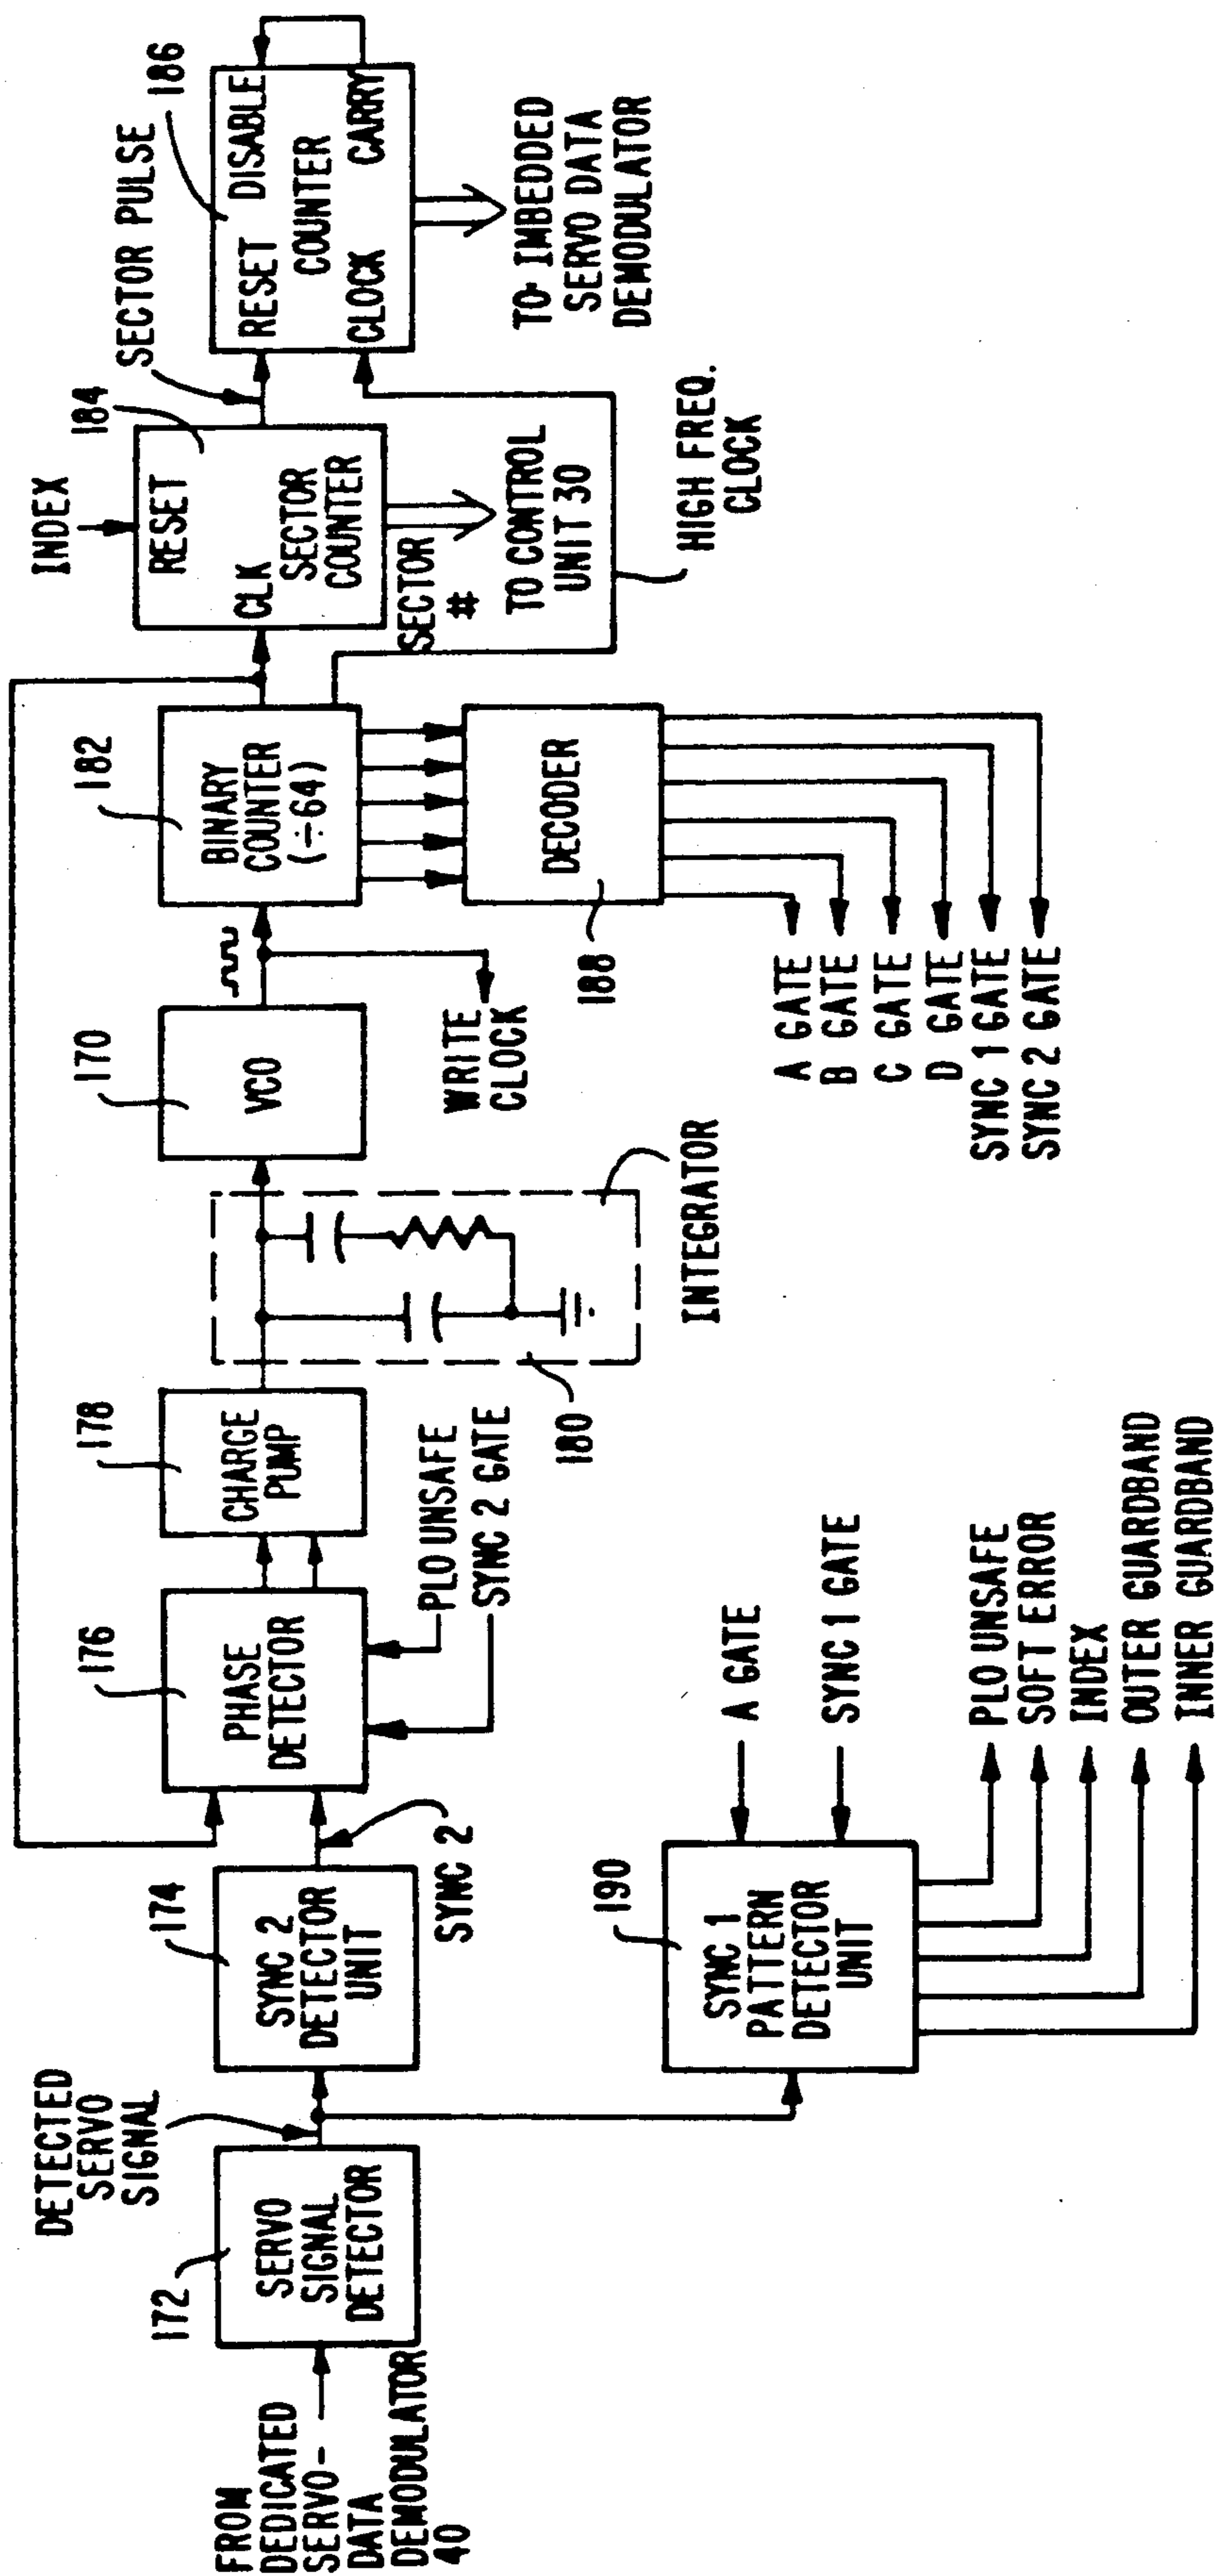 FROM
DEDICATED
SERVO-
DATA
DEMODULATOR
40
172
SERVO
SIGNAL
DETECTOR
DETECTED
SERVO
SIGNAL
174
SYNC 2
DETECTOR
UNIT
SYNC 2
176
PHASE
DETECTOR
PLO UNSAFE
SYNC 2 GATE
178
CHARGE
PUMP
180
INTEGRATOR
170
VCO
WRITE
CLOCK
182
BINARY
COUNTER
(÷64)
188
DECODER
A GATE
B GATE
C GATE
D GATE
SYNC 1 GATE
SYNC 2 GATE
INDEX
184
RESET
CLK
SECTOR
COUNTER
SECTOR
#
TO CONTROL
UNIT 30
HIGH FREQ.
CLOCK
SECTOR PULSE
186
RESET DISABLE
COUNTER
CLOCK CARRY
TO IMBEDDED
SERVO DATA
DEMODULATOR
190
SYNC 1
PATTERN
DETECTOR
UNIT
A GATE
SYNC 1 GATE
PLO UNSAFE
SOFT ERROR
INDEX
OUTER GUARDBAND
INNER GUARDBAND